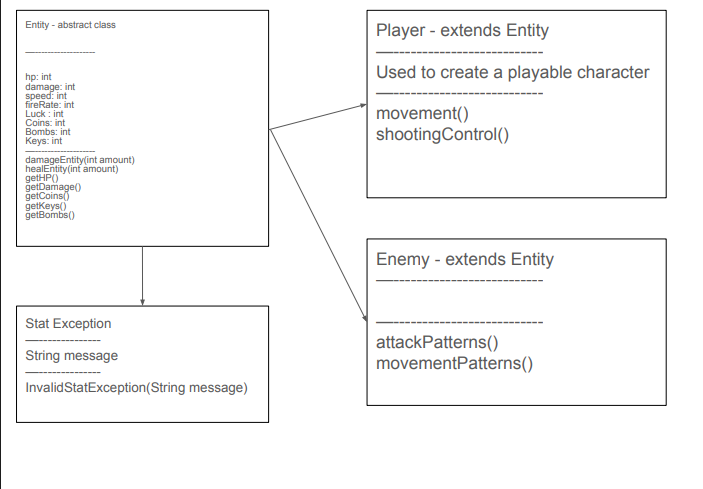 Entity - abstract class
—--------------------
hp: int
damage: int
speed: int
fireRate: int
Luck : int
Coins: int
Bombs: int
Keys: int
—--------------------
damageEntity(int amount)
healEntity(int amount)
getHP()
getDamage()
getCoins()
getKeys()
getBombs()
Player - extends Entity
—---------------------------
Used to create a playable character
—---------------------------
movement()
shootingControl()
Enemy - extends Entity
—---------------------------
—---------------------------
attackPatterns()
movementPatterns()
Stat Exception
—---------------
String message
—---------------
InvalidStatException(String message)